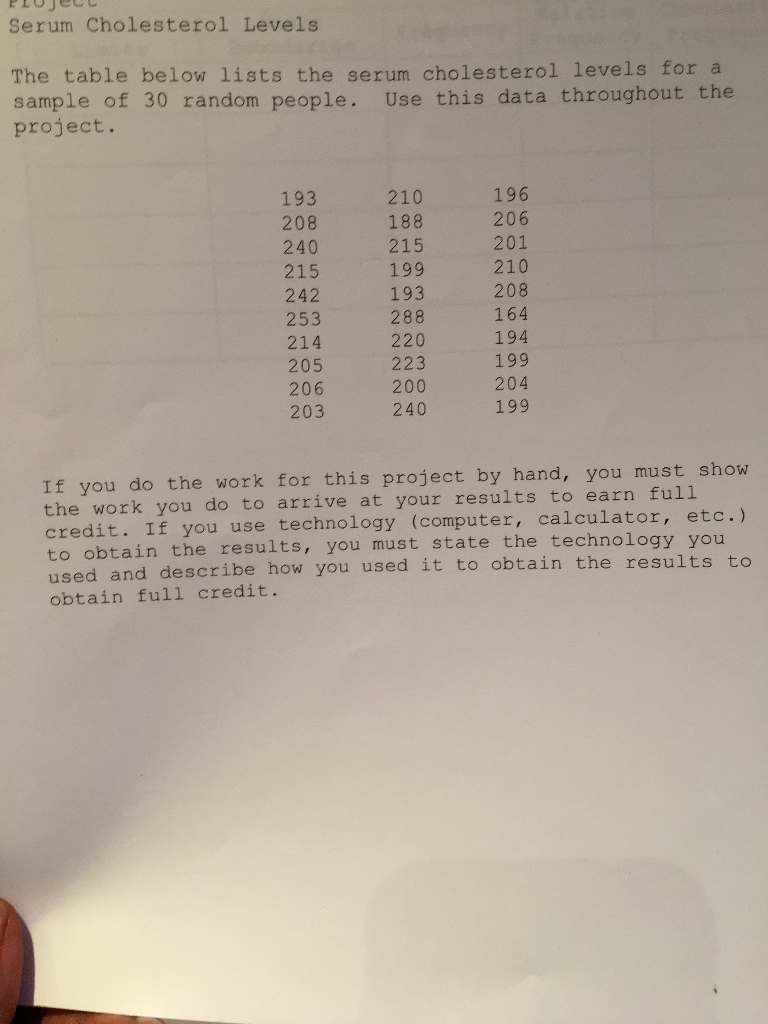 Project
Serum Cholesterol Levels
The table below lists the serum cholesterol levels for a
sample of 30 random people. Use this data throughout the
project.
193 210 196
208 188 206
240 215 201
215 199 210
242 193 208
253 288 164
214 220 194
205 223 199
206 200 204
203 240 199
If you do the work for this project by hand, you must show
the work you do to arrive at your results to earn full
credit. If you use technology (computer, calculator, etc.)
to obtain the results, you must state the technology you
used and describe how you used it to obtain the results to
obtain full credit.